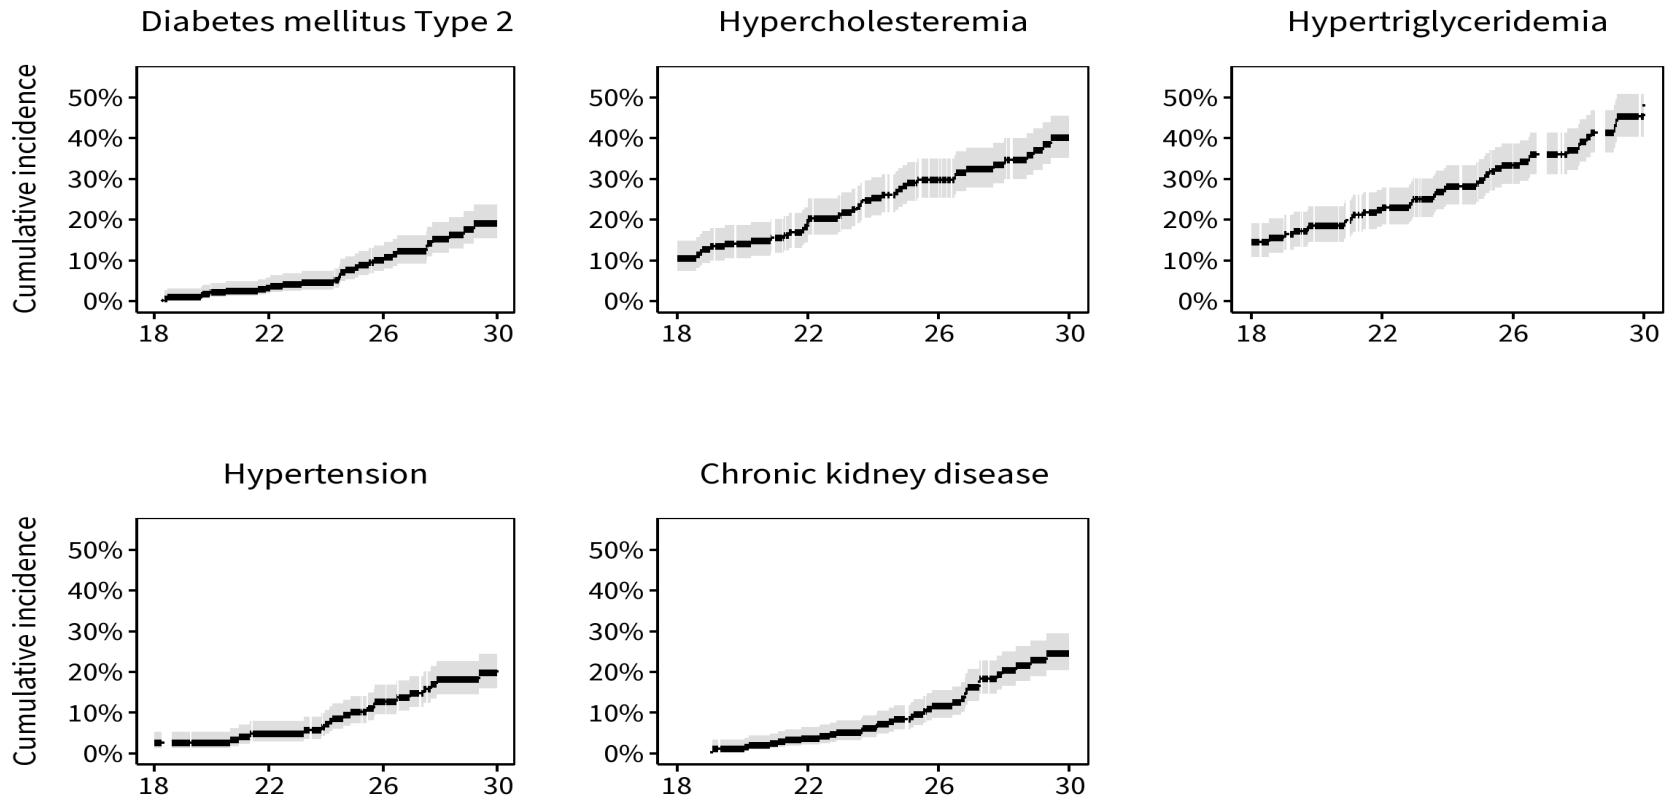 Diabetes mellitus Type 2
Hypercholesteremia
Hypertriglyceridemia
Cumulative incidence
50%
40%
30%
20%
10%
0%
18 22 26 30
50%
40%
30%
20%
10%
0%
18 22 26 30
50%
40%
30%
20%
10%
0%
18 22 26 30
Hypertension
Chronic kidney disease
Cumulative incidence
50%
40%
30%
20%
10%
0%
18 22 26 30
50%
40%
30%
20%
10%
0%
18 22 26 30